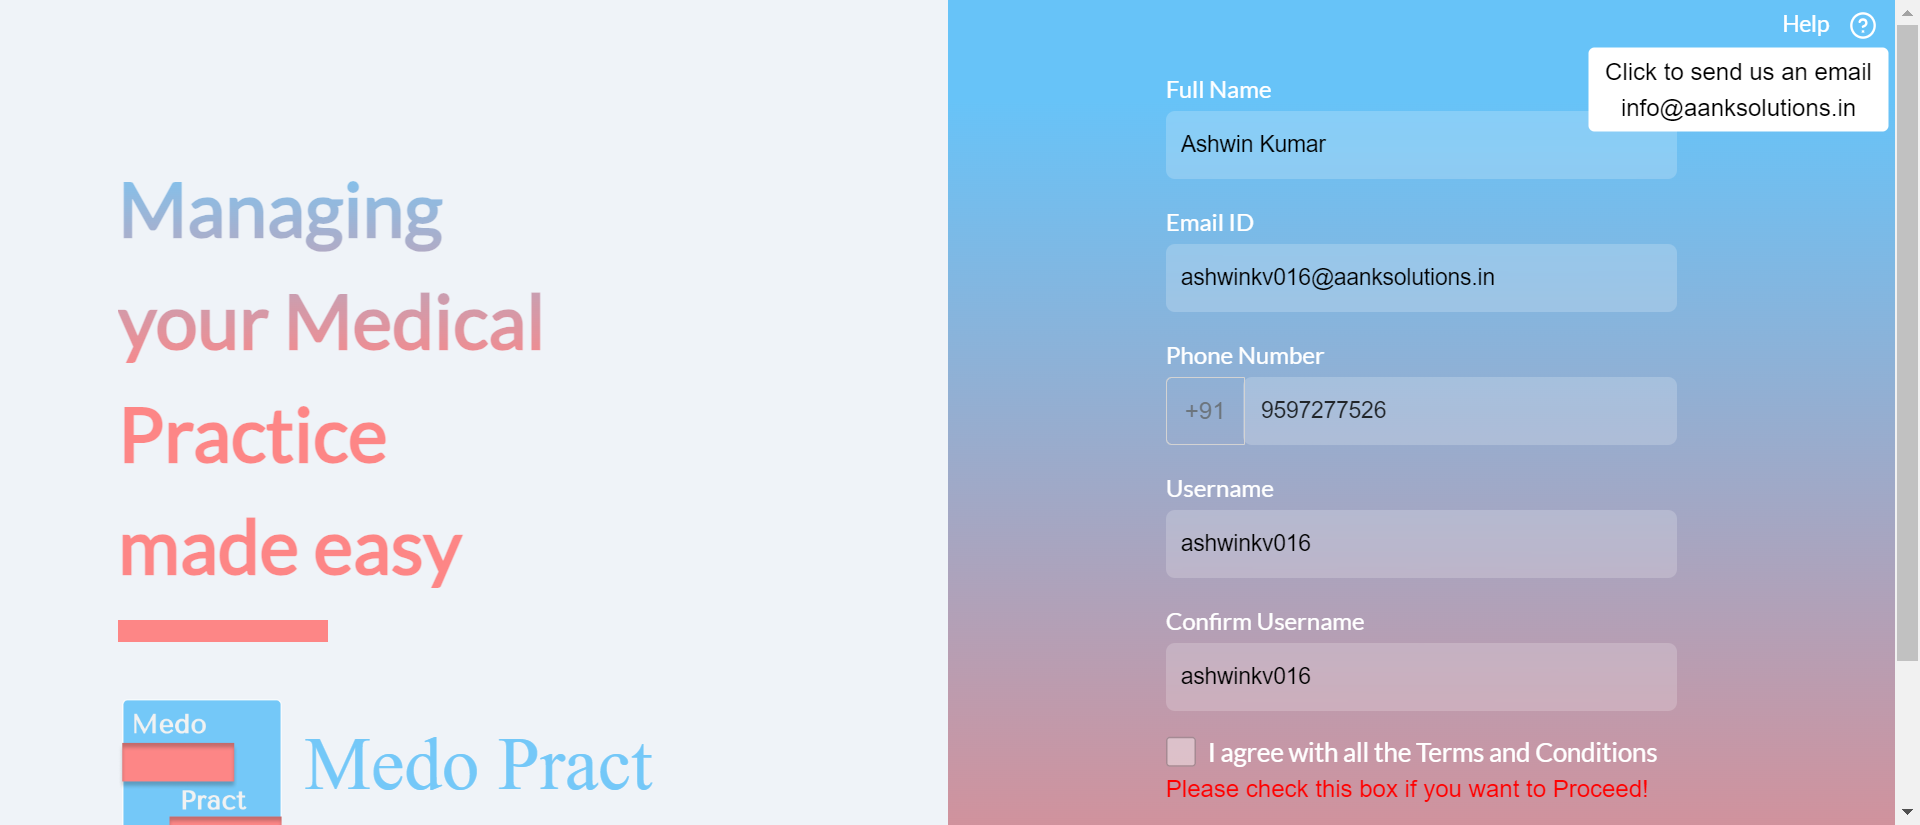 Managing
your Medical
Practice
made easy
Medo
Pract
Medo Pract
Help
Click to send us an email
info@aanksolutions.in
Full Name
Ashwin Kumar
Email ID
ashwinkv016@aanksolutions.in
Phone Number
+91 9597277526
Username
ashwinkv016
Confirm Username
ashwinkv016
I agree with all the Terms and Conditions
Please check this box if you want to Proceed!